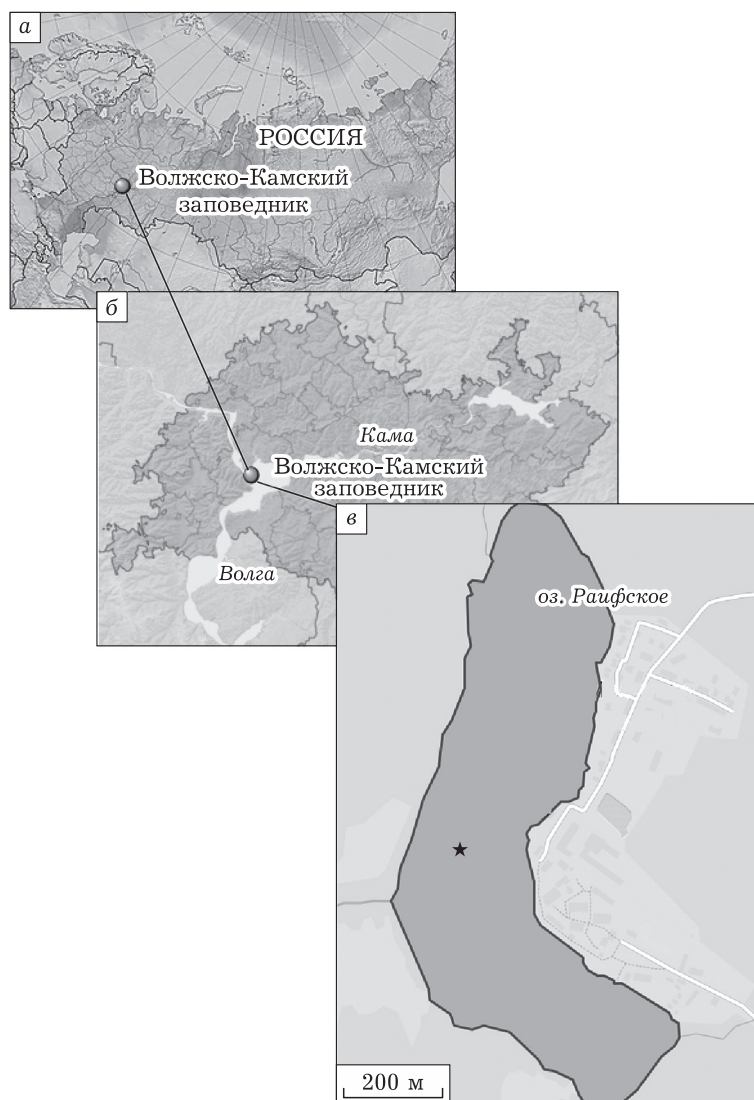 а
РОССИЯ
Волжско-Камский
заповедник
б
Кама
Волжско-Камский
заповедник
Волга
в
оз. Раифское
200 м